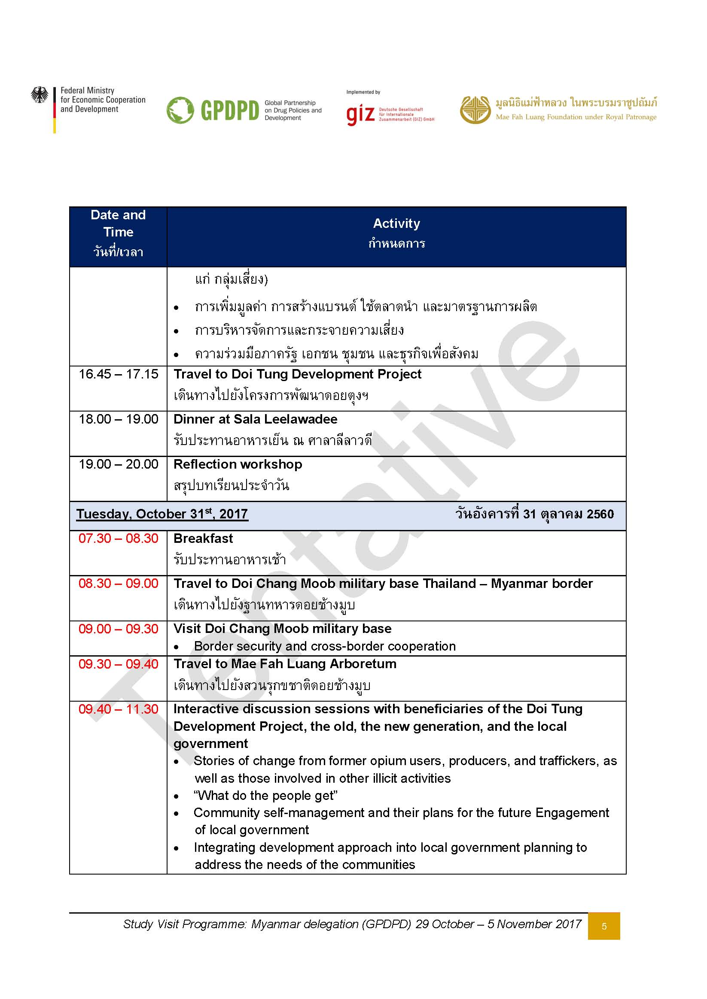 Federal Ministry
for Economic Cooperation
and Development
GPDPD
Global Partnership
on Drug Policies and
Development
Implemented by
giz
Deutsche Gesellschaft
für Internationale
Zusammenarbeit (GIZ) GmbH
มูลนิธิแม่ฟ้าหลวง ในพระบรมราชูปถัมภ์
Mae Fah Luang Foundation under Royal Patronage
Date and
Time
วันที่/เวลา
Activity
กำหนดการ
แก่ กลุ่มเสี่ยง)
• การเพิ่มมูลค่า การสร้างแบรนด์ ใช้ตลาดนำ และมาตรฐานการผลิต
• การบริหารจัดการและกระจายความเสี่ยง
• ความร่วมมือภาครัฐ เอกชน ชุมชน และธุรกิจเพื่อสังคม
16.45 – 17.15 Travel to Doi Tung Development Project
เดินทางไปยังโครงการพัฒนาดอยตุงฯ
18.00 – 19.00 Dinner at Sala Leelawadee
รับประทานอาหารเย็น ณ ศาลาลีลาวดี
19.00 – 20.00 Reflection workshop
สรุปบทเรียนประจำวัน
Tuesday, October 31st, 2017 วันอังคารที่ 31 ตุลาคม 2560
07.30 – 08.30 Breakfast
รับประทานอาหารเช้า
08.30 – 09.00 Travel to Doi Chang Moob military base Thailand – Myanmar border
เดินทางไปยังฐานทหารดอยช้างมูบ
09.00 – 09.30 Visit Doi Chang Moob military base
• Border security and cross-border cooperation
09.30 – 09.40 Travel to Mae Fah Luang Arboretum
เดินทางไปยังสวนรุกขชาติดอยช้างมูบ
09.40 – 11.30 Interactive discussion sessions with beneficiaries of the Doi Tung
Development Project, the old, the new generation, and the local
government
• Stories of change from former opium users, producers, and traffickers, as
well as those involved in other illicit activities
• “What do the people get”
• Community self-management and their plans for the future Engagement
of local government
• Integrating development approach into local government planning to
address the needs of the communities
Tentative
Study Visit Programme: Myanmar delegation (GPDPD) 29 October – 5 November 2017 5